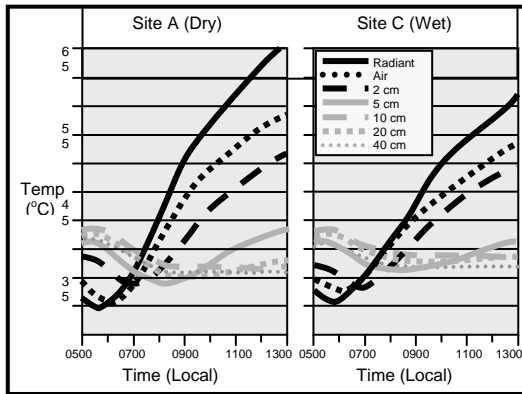 Site A (Dry)
Site C (Wet)
6
5
5
5
4
5
3
5
Temp
(°C)
Radiant
Air
2 cm
5 cm
10 cm
20 cm
40 cm
0500 0700 0900 1100 1300
0500 0700 0900 1100 1300
Time (Local)
Time (Local)